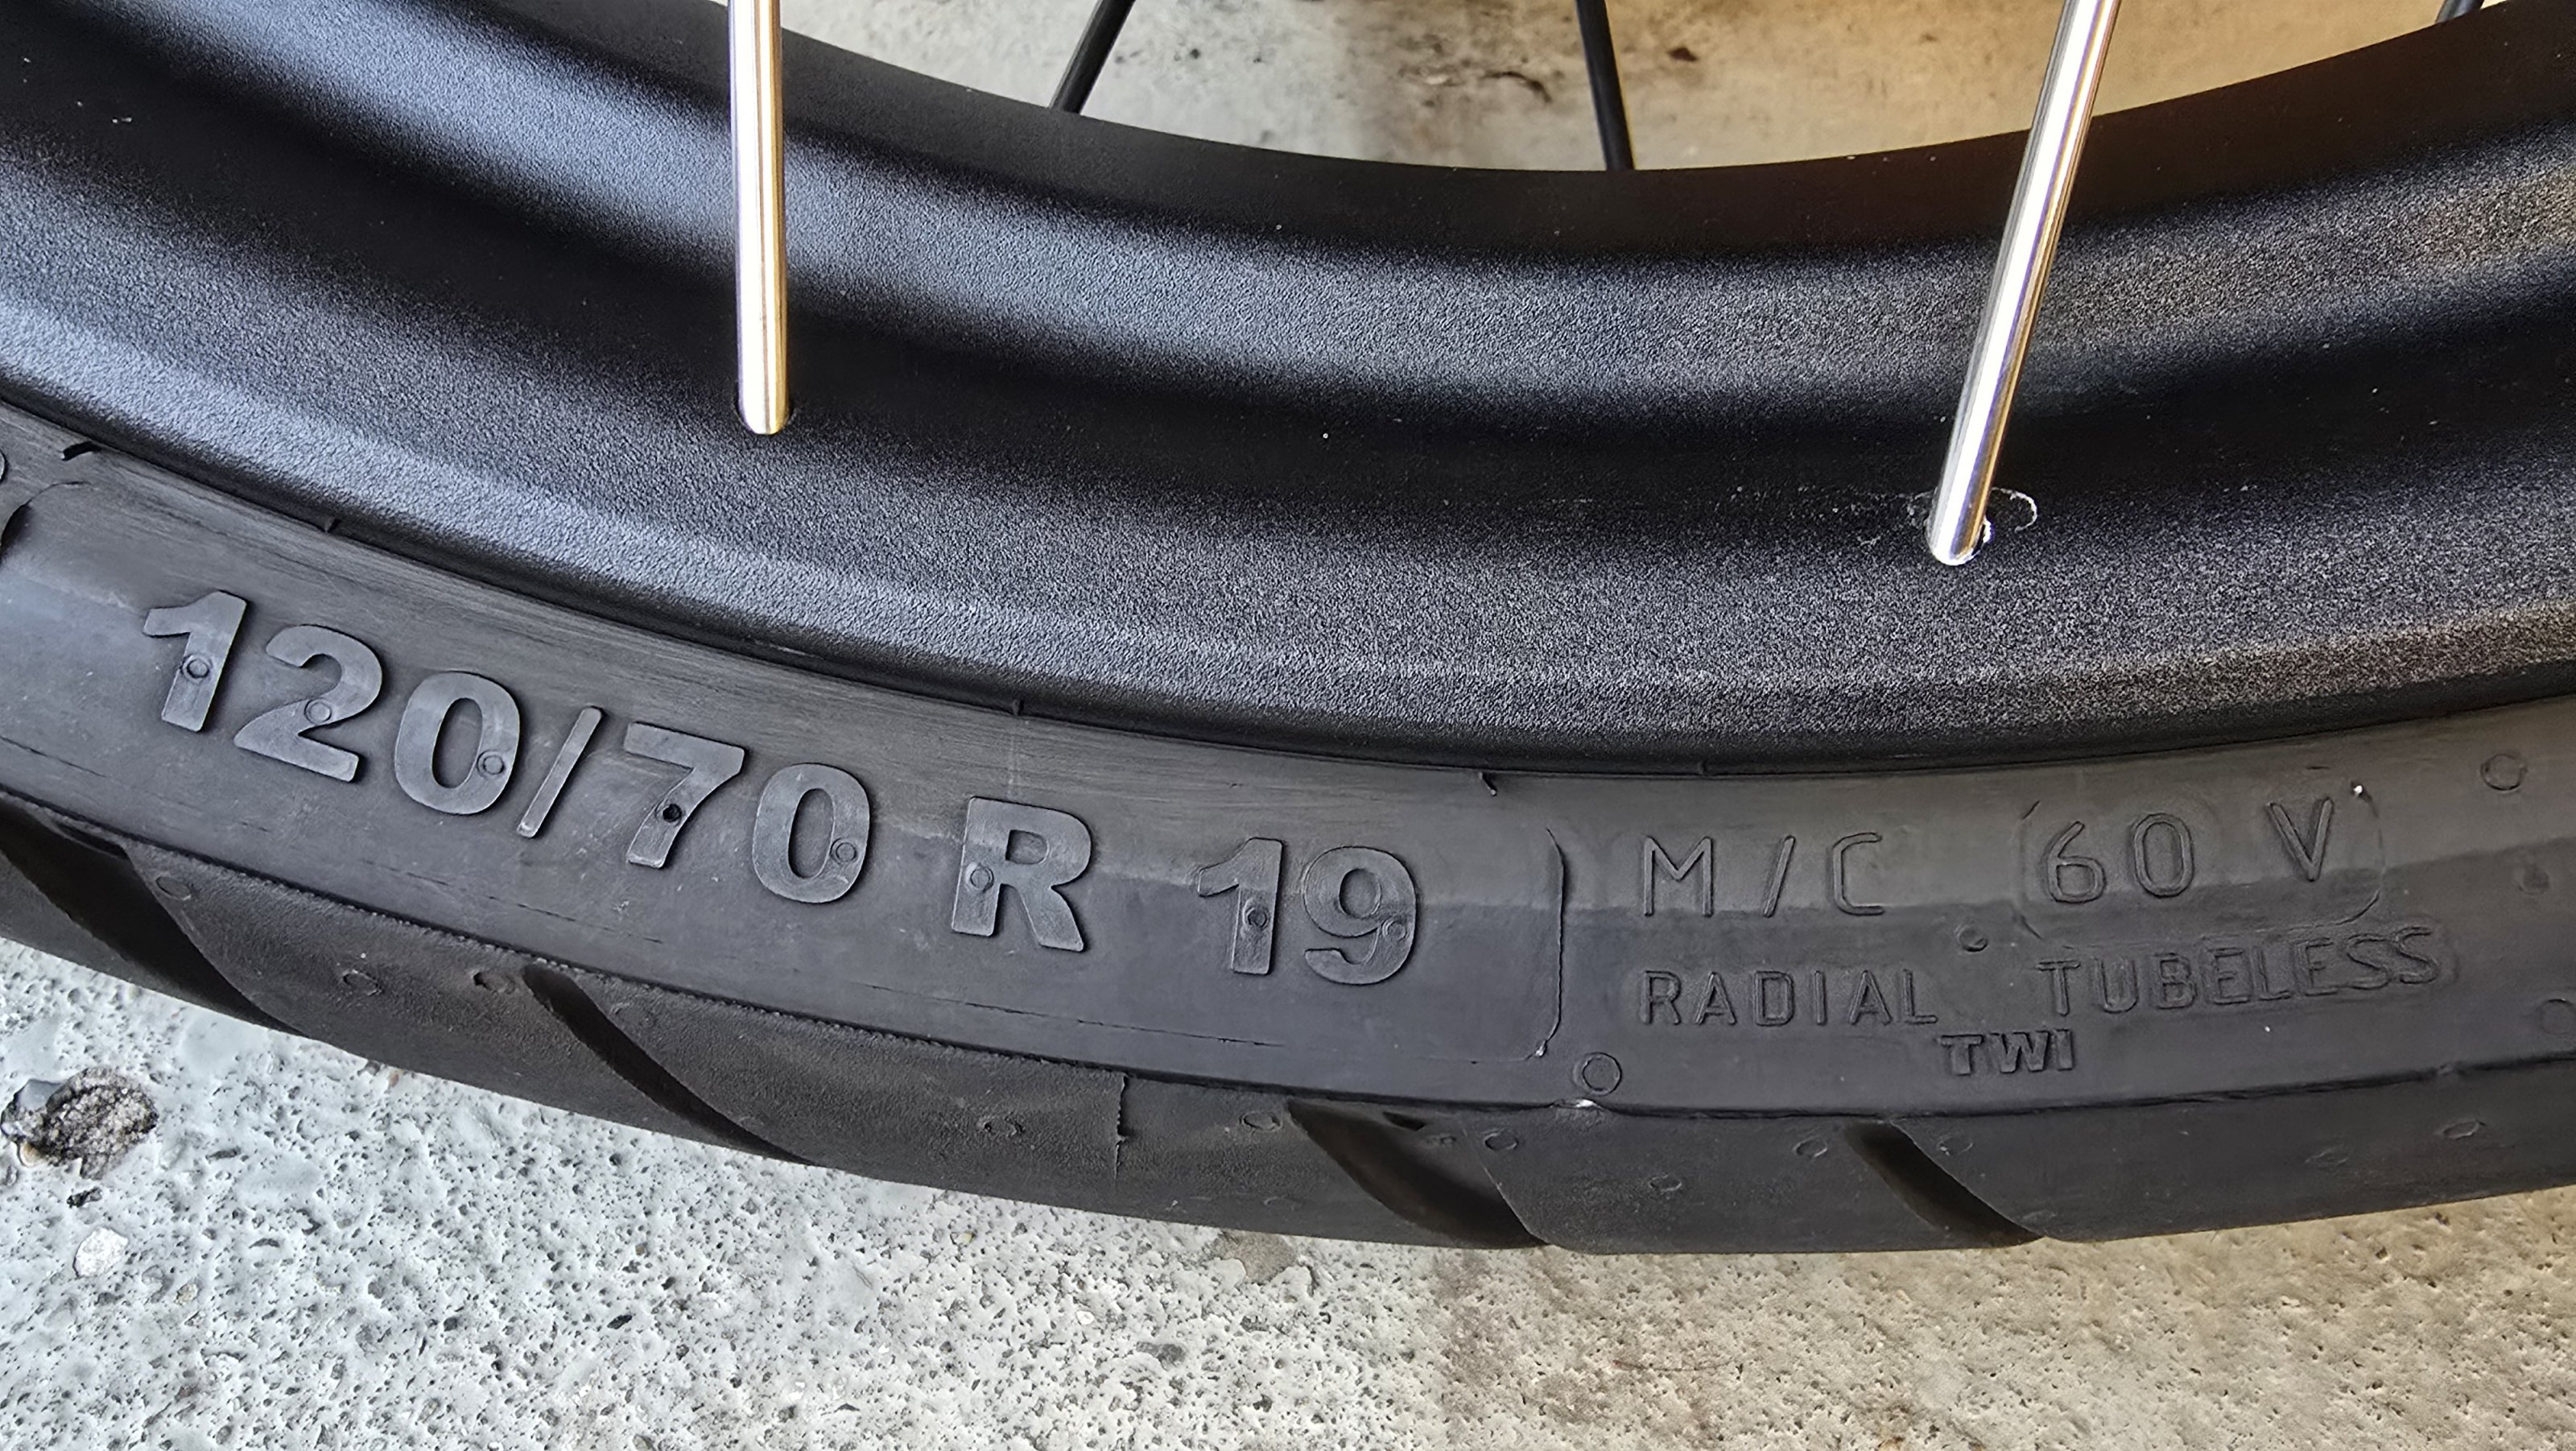 120/70 R 19
M/C 60 V
RADIAL TUBELESS
TWI